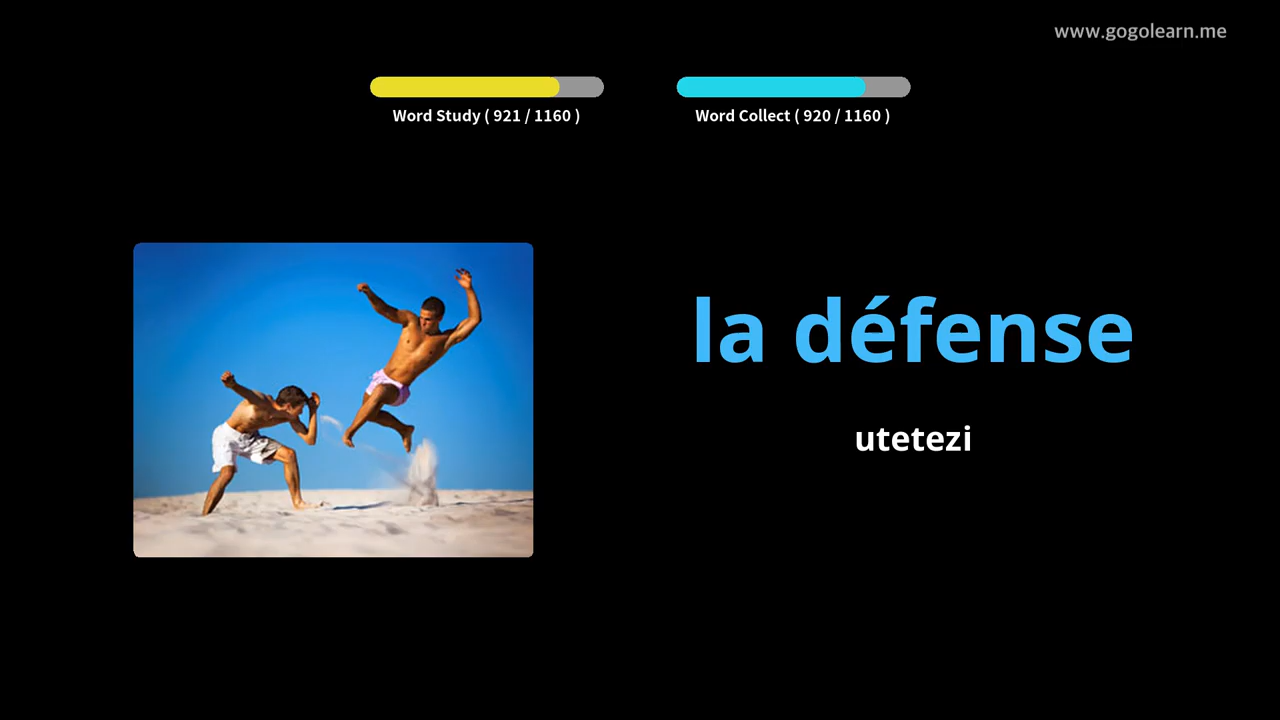 www.gogolearn.me
Word Study ( 921 / 1160 )
Word Collect ( 920 / 1160 )
la défense
utetezi